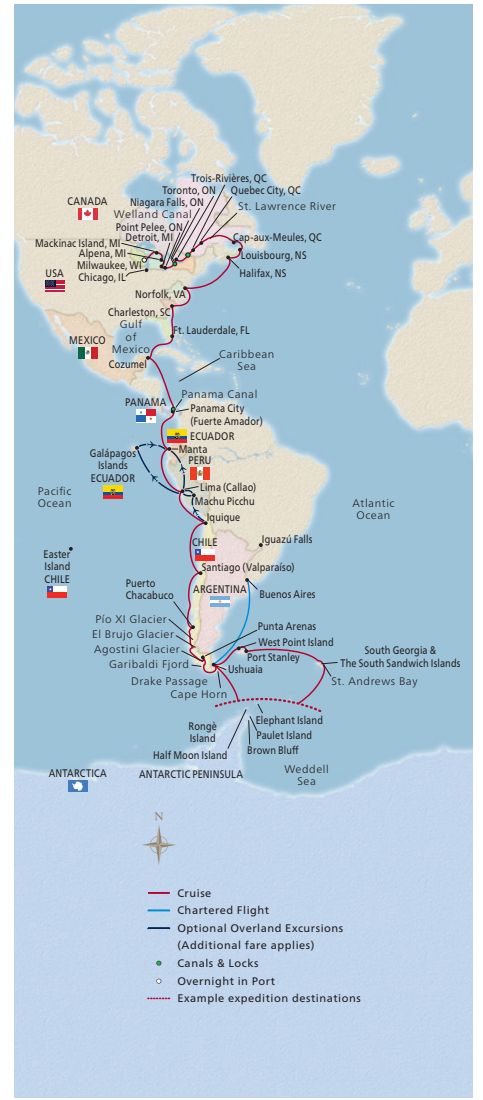 Trois-Rivières, QC
Toronto, ON
Quebec City, QC
Niagara Falls, ON
St. Lawrence River
CANADA
Welland Canal
Point Pelee, ON
Detroit, MI
Cap-aux-Meules, QC
Mackinac Island, MI
Alpena, MI
Louisbourg, NS
Milwaukee, WI
USA
Chicago, IL
Halifax, NS
Norfolk, VA
Charleston, SC
Gulf
of
Mexico
Ft. Lauderdale, FL
MEXICO
Caribbean
Sea
Cozumel
Panama Canal
PANAMA
Panama City
(Fuerte Amador)
ECUADOR
Manta
Galápagos
Islands
ECUADOR
PERU
Lima (Callao)
Machu Picchu
Pacific
Ocean
Atlantic
Ocean
Iquique
Iguazú Falls
CHILE
Easter
Island
CHILE
Santiago (Valparaíso)
Puerto
Chacabuco
ARGENTINA
Buenos Aires
Pío XI Glacier
El Brujo Glacier
Agostini Glacier
Garibaldi Fjord
Punta Arenas
West Point Island
Port Stanley
South Georgia &
The South Sandwich Islands
Ushuaia
St. Andrews Bay
Drake Passage
Cape Horn
Rongè
Island
Elephant Island
Paulet Island
Brown Bluff
Half Moon Island
ANTARCTICA
ANTARCTIC PENINSULA
Weddell
Sea
N
Cruise
Chartered Flight
Optional Overland Excursions
(Additional fare applies)
Canals & Locks
Overnight in Port
Example expedition destinations